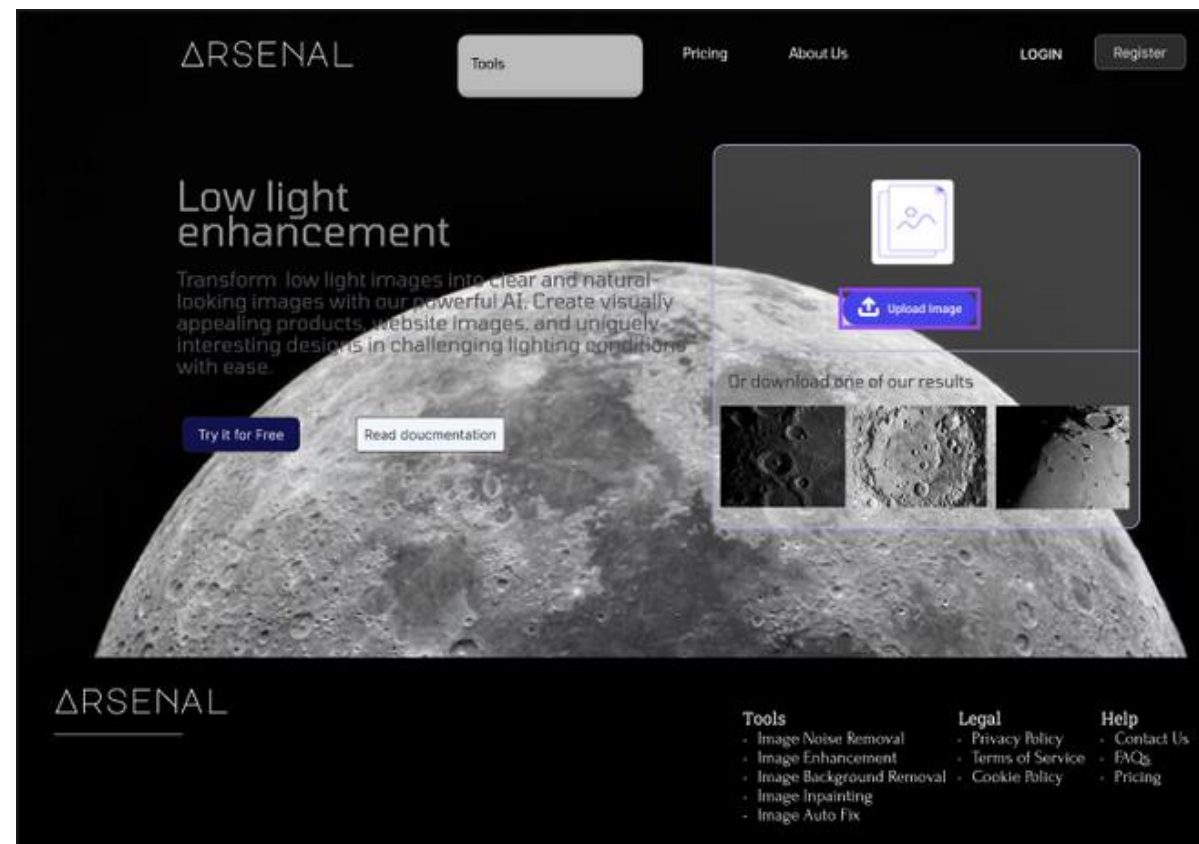 ΔRSENAL
Tools
Pricing
About Us
LOGIN
Register
Low light
enhancement
Transform low light images into clear and natural-
looking images with our powerful AI. Create visually
appealing products, website images, and uniquely
interesting designs in challenging lighting conditions
with ease.
Try it for Free
Read doucmentation
Upload Image
Or download one of our results
ΔRSENAL
Tools
- Image Noise Removal
- Image Enhancement
- Image Background Removal
- Image Inpainting
- Image Auto Fix
Legal
- Privacy Policy
- Terms of Service
- Cookie Policy
Help
- Contact Us
- FAQs
- Pricing